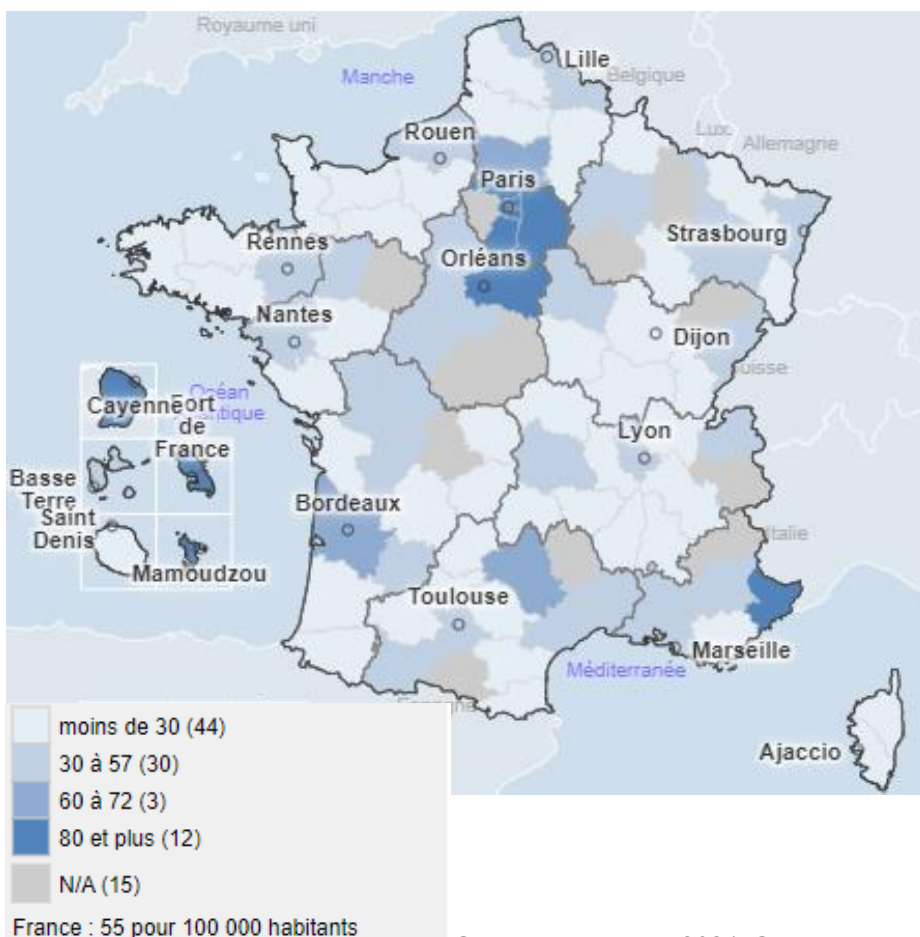 Royaume uni
Lille
Manche
Belgique
Rouen
Lux.
Allemagne
Paris
Strasbourg
Rennes
Orléans
Nantes
Dijon
Océan
Cayenne
Fort
de
France
Lyon
Basse
Terre
Bordeaux
Saint
Denis
Mamoudzou
Toulouse
Marseille
Méditerranée
Ajaccio
moins de 30 (44)
30 à 57 (30)
60 à 72 (3)
80 et plus (12)
N/A (15)
France : 55 pour 100 000 habitants